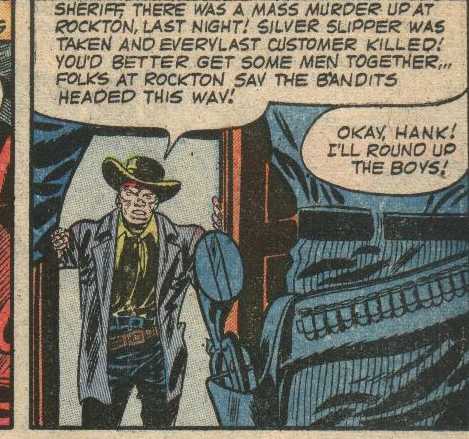 SHERIFF, THERE WAS A MASS MURDER UP AT
ROCKTON, LAST NIGHT! SILVER SLIPPER WAS
TAKEN AND EVERYLAST CUSTOMER KILLED!
YOU'D BETTER GET SOME MEN TOGETHER...
FOLKS AT ROCKTON SAY THE BANDITS
HEADED THIS WAY!
OKAY, HANK!
I'LL ROUND UP
THE BOYS!